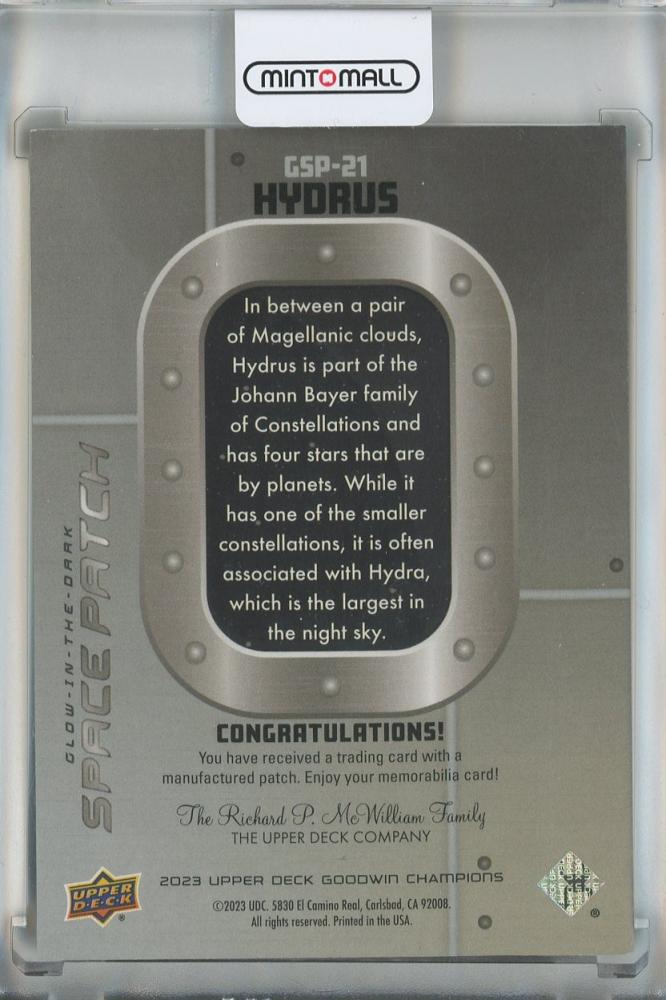 MINTMALL
GSP-21
HYDRUS
In between a pair
of Magellanic clouds,
Hydrus is part of the
Johann Bayer family
of Constellations and
has four stars that are
by planets. While it
has one of the smaller
constellations, it is often
associated with Hydra,
which is the largest in
the night sky.
GLOW-IN-THE-DARK
SPACE PATCH
CONGRATULATIONS!
You have received a trading card with a
manufactured patch. Enjoy your memorabilia card!
The Richard P. McWilliam Family
THE UPPER DECK COMPANY
2023 UPPER DECK GOODWIN CHAMPIONS
UPPER
D·E·C·K
®
©2023 UDC. 5830 El Camino Real, Carlsbad, CA 92008.
All rights reserved. Printed in the USA.
®